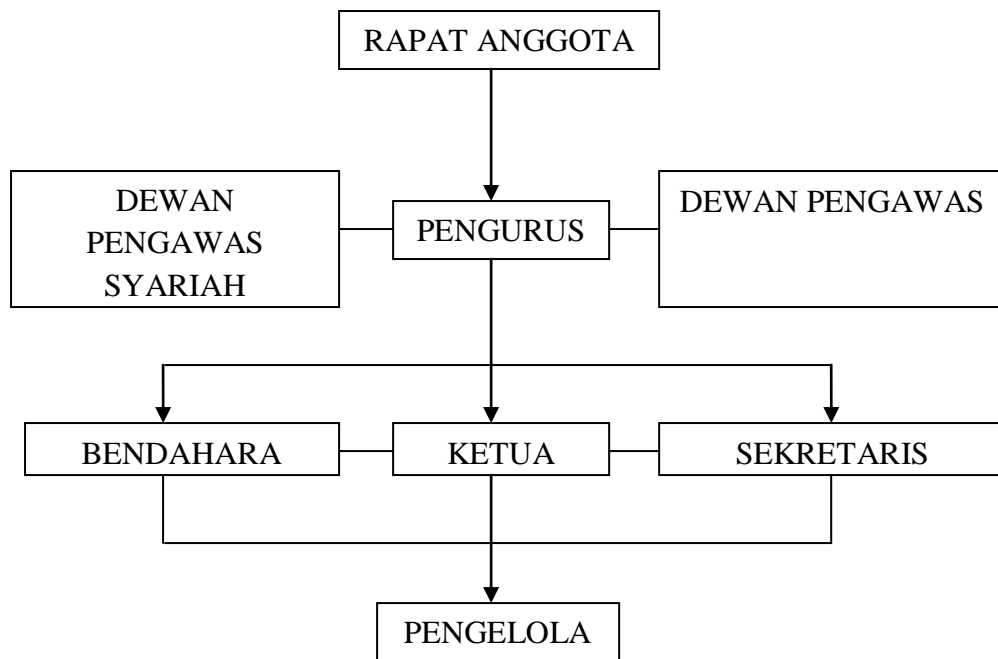 RAPAT ANGGOTA
DEWAN
PENGAWAS
SYARIAH
PENGURUS
DEWAN PENGAWAS
BENDAHARA
KETUA
SEKRETARIS
PENGELOLA